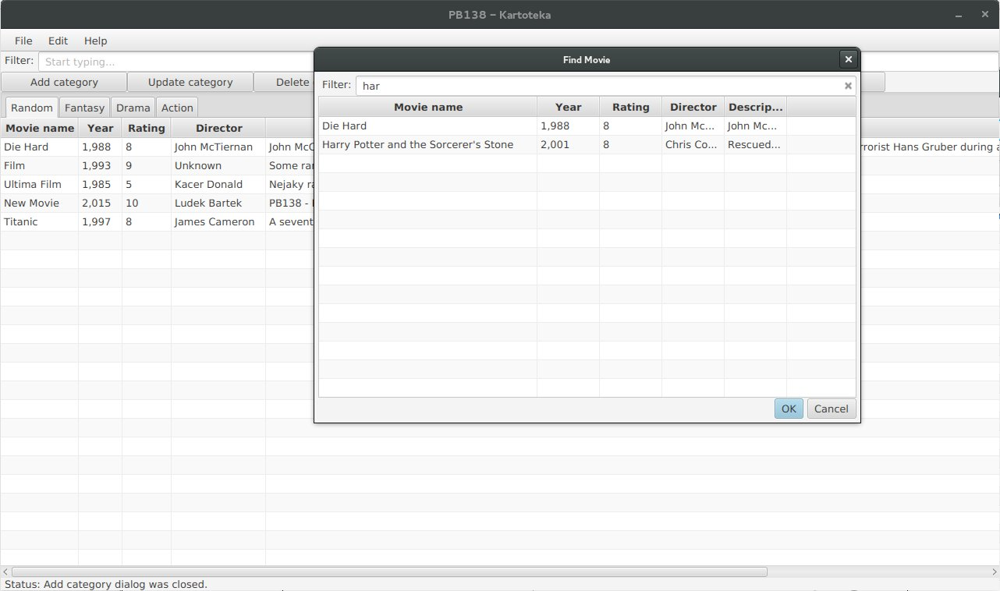 PB138 – Kartoteka
File Edit Help
Filter: Start typing...
Add category Update category Delete
Random Fantasy Drama Action
Movie name Year Rating Director
Die Hard 1,988 8 John McTiernan John McC rrorist Hans Gruber during a
Film 1,993 9 Unknown Some ran
Ultima Film 1,985 5 Kacer Donald Nejaky ra
New Movie 2,015 10 Ludek Bartek PB138 -
Titanic 1,997 8 James Cameron A sevent
Status: Add category dialog was closed.
Find Movie
Filter: har
Movie name Year Rating Director Descrip...
Die Hard 1,988 8 John Mc... John Mc...
Harry Potter and the Sorcerer's Stone 2,001 8 Chris Co... Rescued...
OK Cancel